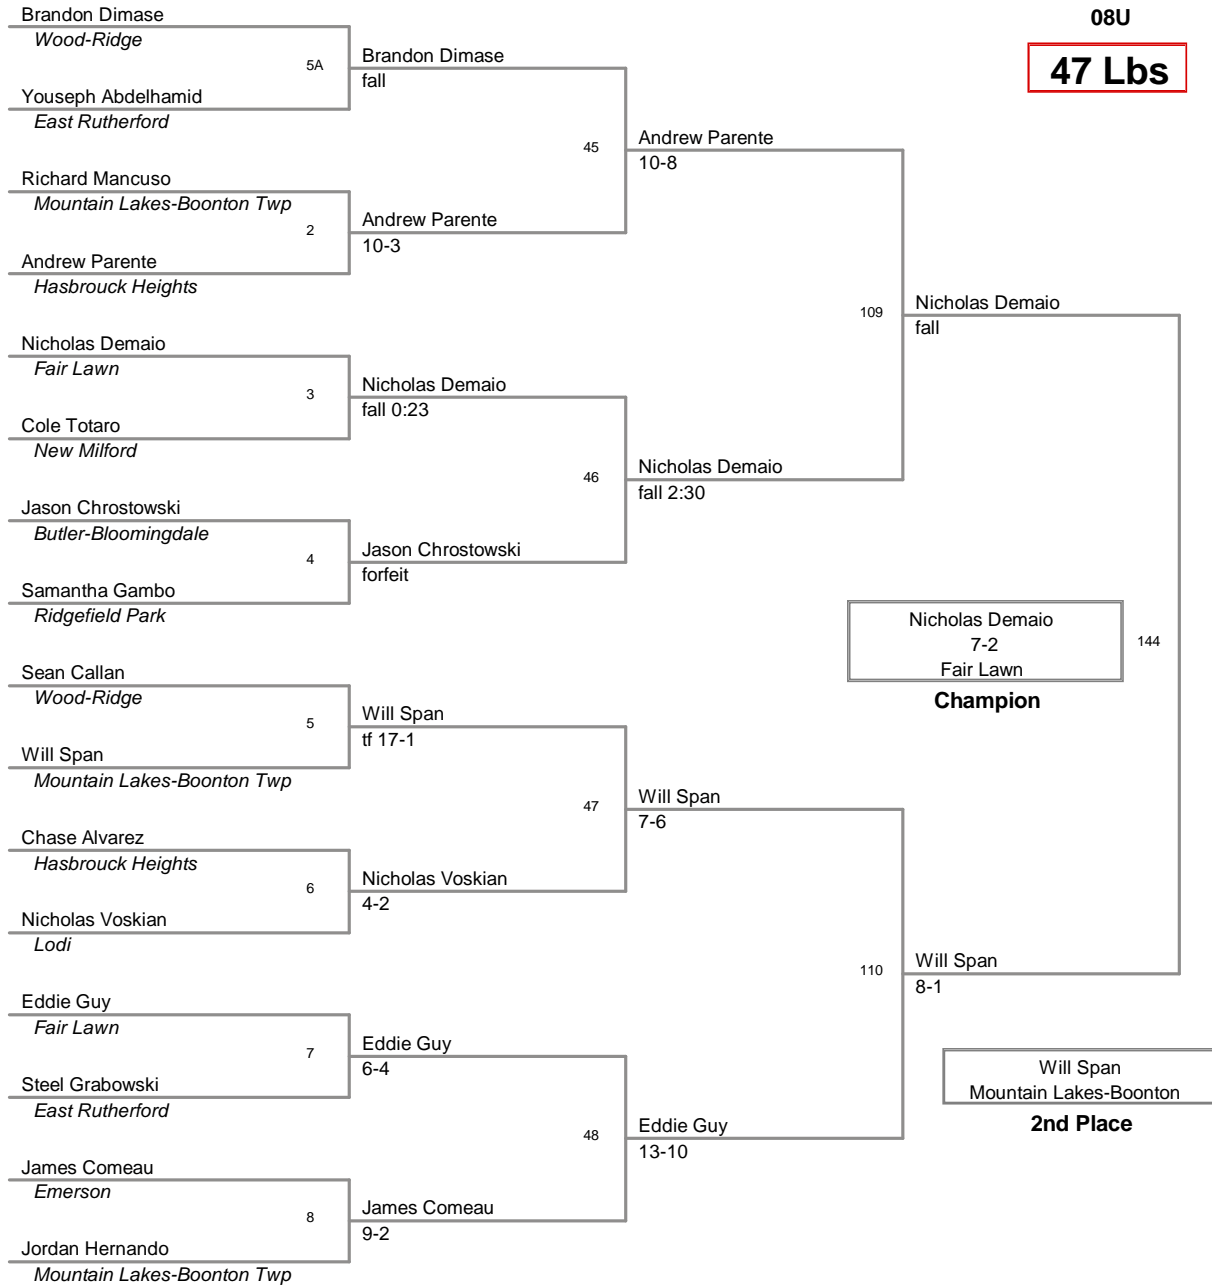 08U
47 Lbs
Brandon Dimase
Wood-Ridge
5A
Youseph Abdelhamid
East Rutherford
Richard Mancuso
Mountain Lakes-Boonton Twp
2
Andrew Parente
Hasbrouck Heights
Nicholas Demaio
Fair Lawn
3
Cole Totaro
New Milford
Jason Chrostowski
Butler-Bloomingdale
4
Samantha Gambo
Ridgefield Park
Sean Callan
Wood-Ridge
5
Will Span
Mountain Lakes-Boonton Twp
Chase Alvarez
Hasbrouck Heights
6
Nicholas Voskian
Lodi
Eddie Guy
Fair Lawn
7
Steel Grabowski
East Rutherford
James Comeau
Emerson
8
Jordan Hernando
Mountain Lakes-Boonton Twp
Brandon Dimase
fall
45
Andrew Parente
10-3
Nicholas Demaio
fall 0:23
46
Jason Chrostowski
forfeit
Will Span
tf 17-1
47
Nicholas Voskian
4-2
Eddie Guy
6-4
48
James Comeau
9-2
Andrew Parente
10-8
109
Nicholas Demaio
fall 2:30
Will Span
7-6
110
Eddie Guy
13-10
Nicholas Demaio
fall
144
Will Span
8-1
Nicholas Demaio
7-2
Fair Lawn
Champion
Will Span
Mountain Lakes-Boonton
2nd Place